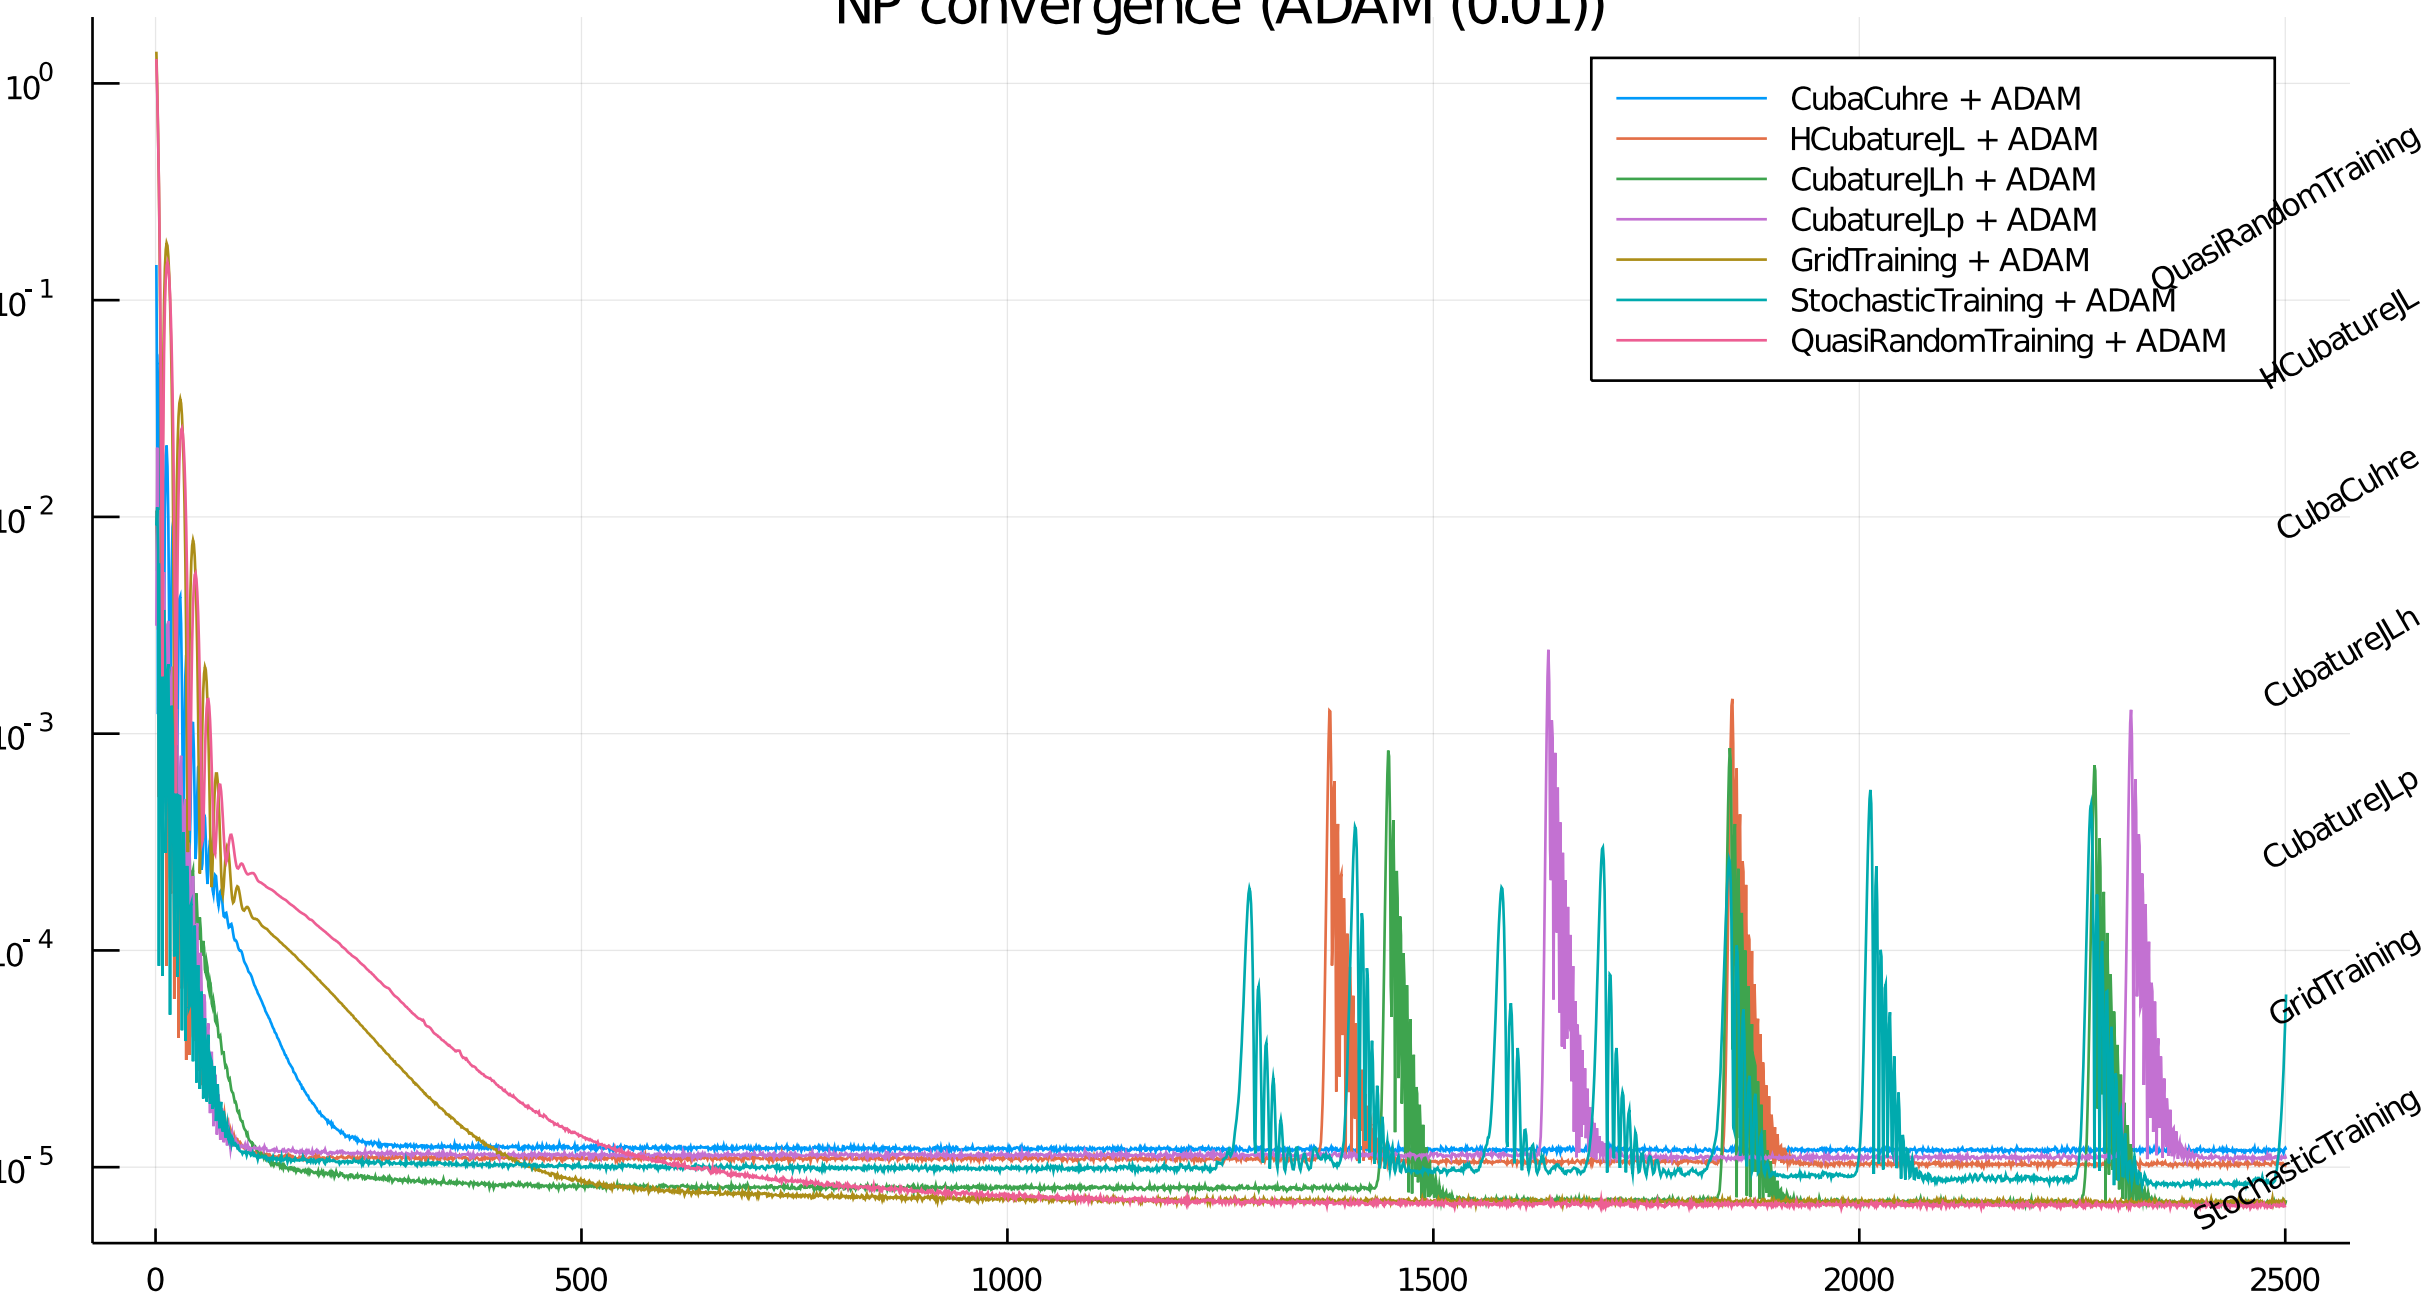 NP convergence (ADAM (0.01))
10^0
10^-1
10^-2
10^-3
10^-4
10^-5
CubaCuhre + ADAM
HCubatureJL + ADAM
CubatureJLh + ADAM
CubatureJLp + ADAM
GridTraining + ADAM
StochasticTraining + ADAM
QuasiRandomTraining + ADAM
QuasiRandomTraining
HCubatureJL
CubaCuhre
CubatureJLh
CubatureJLp
GridTraining
StochasticTraining
0 500 1000 1500 2000 2500